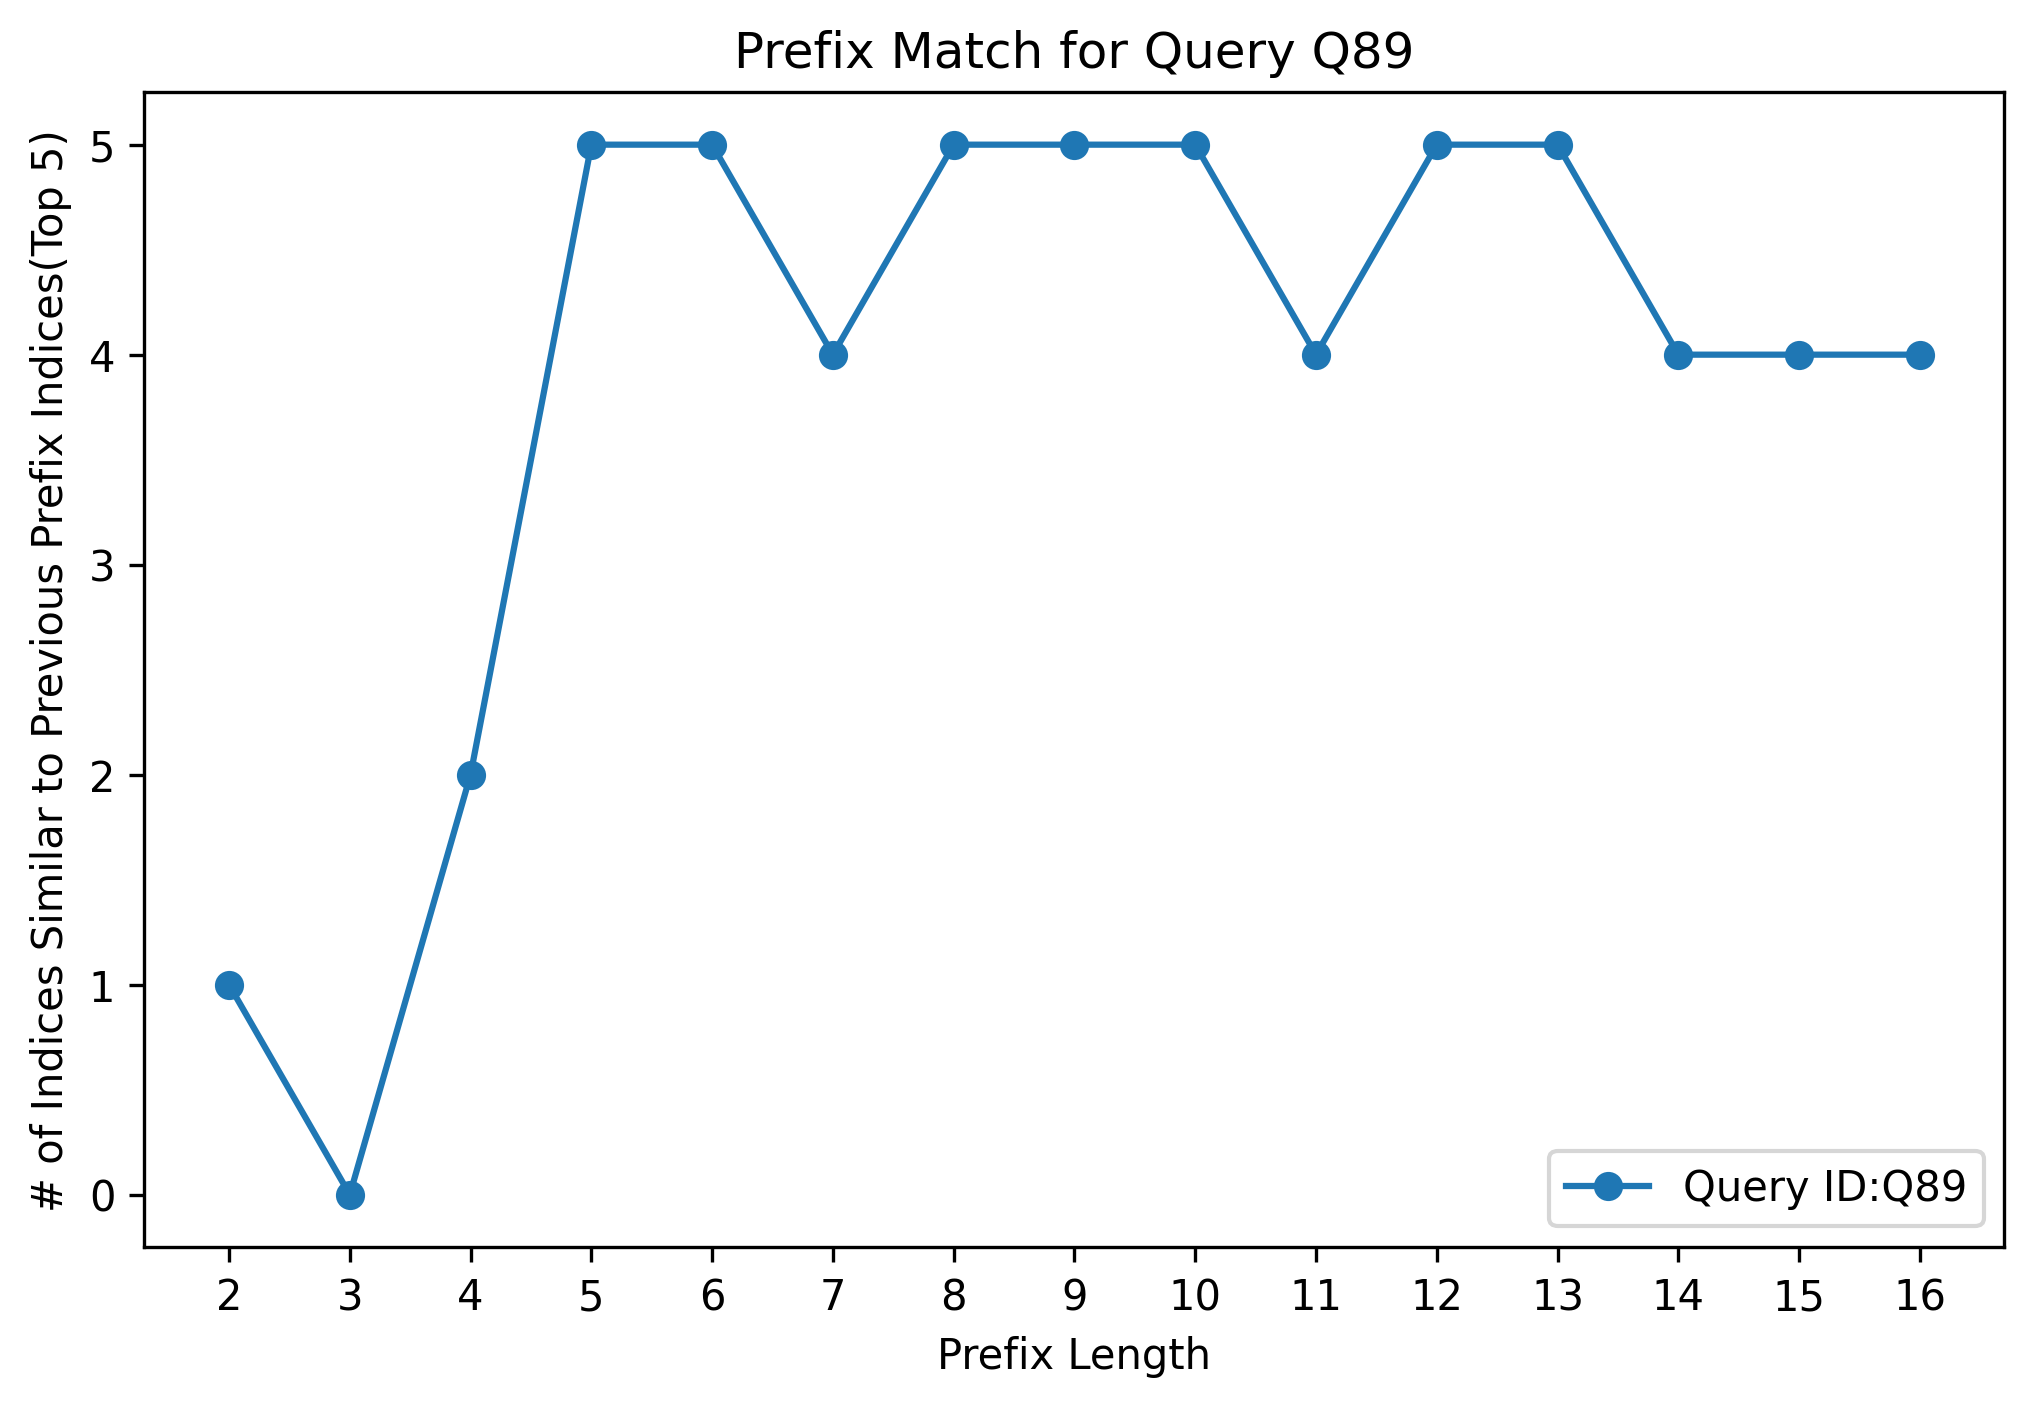 Prefix Match for Query Q89
# of Indices Similar to Previous Prefix Indices(Top 5)
5
4
3
2
1
0
Query ID:Q89
2 3 4 5 6 7 8 9 10 11 12 13 14 15 16
Prefix Length